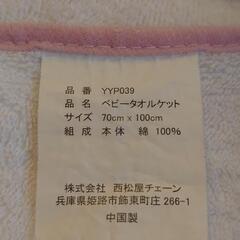 品番 YYP039
品名 ベビータオルケット
サイズ 70cm x 100cm
組成 本体 綿 100%
株式会社 西松屋チェーン
兵庫県姫路市飾東町庄 266-1
中国製